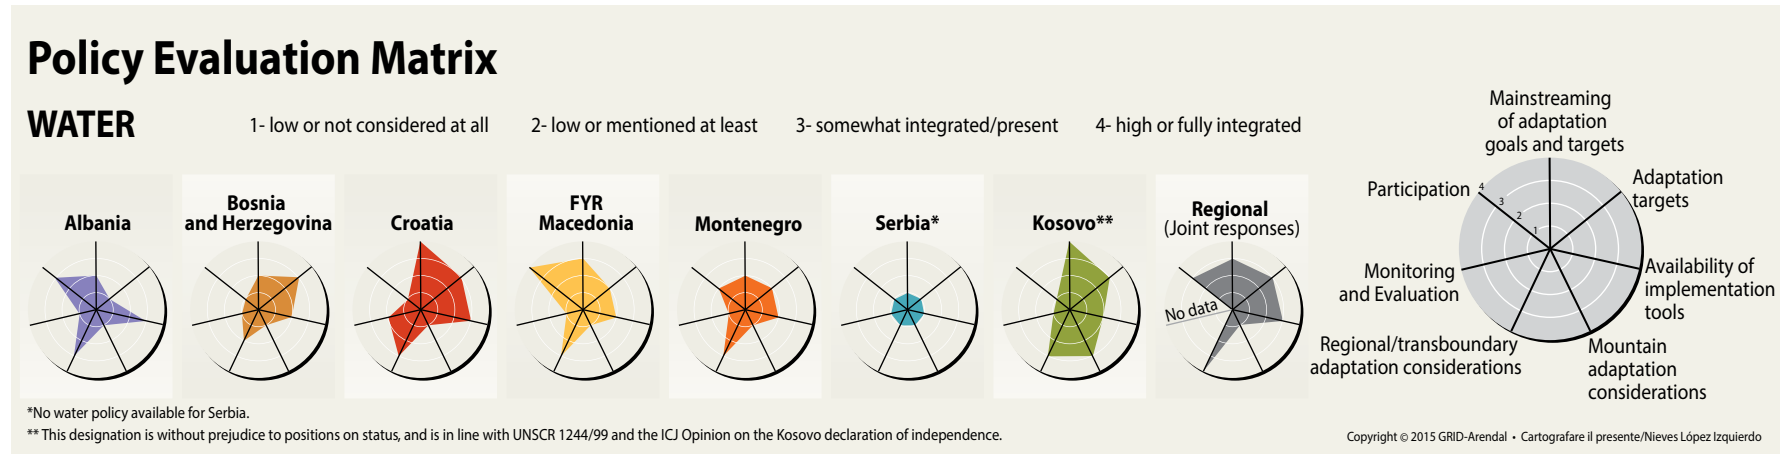 Policy Evaluation Matrix
WATER
1- low or not considered at all
2- low or mentioned at least
3- somewhat integrated/present
4- high or fully integrated
Albania
Bosnia
and Herzegovina
Croatia
FYR
Macedonia
Montenegro
Serbia*
Kosovo**
Regional
(Joint responses)
No data
Mainstreaming
of adaptation
goals and targets
Adaptation
targets
Availability of
implementation
tools
Mountain
adaptation
considerations
Regional/transboundary
adaptation considerations
Monitoring
and Evaluation
Participation
4
3
2
1
*No water policy available for Serbia.
** This designation is without prejudice to positions on status, and is in line with UNSCR 1244/99 and the ICJ Opinion on the Kosovo declaration of independence.
Copyright © 2015 GRID-Arendal • Cartografare il presente/Nieves López Izquierdo